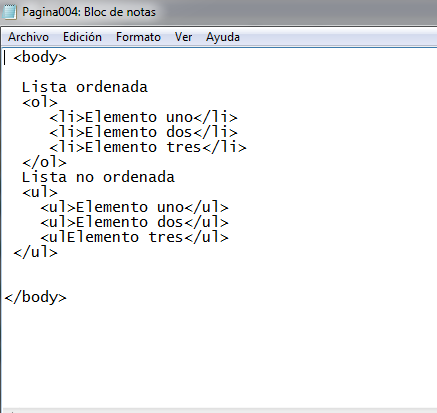 Pagina004: Bloc de notas
Archivo Edición Formato Ver Ayuda
<body>
Lista ordenada
<ol>
<li>Elemento uno</li>
<li>Elemento dos</li>
<li>Elemento tres</li>
</ol>
Lista no ordenada
<ul>
<ul>Elemento uno</ul>
<ul>Elemento dos</ul>
<ulElemento tres</ul>
</ul>
</body>